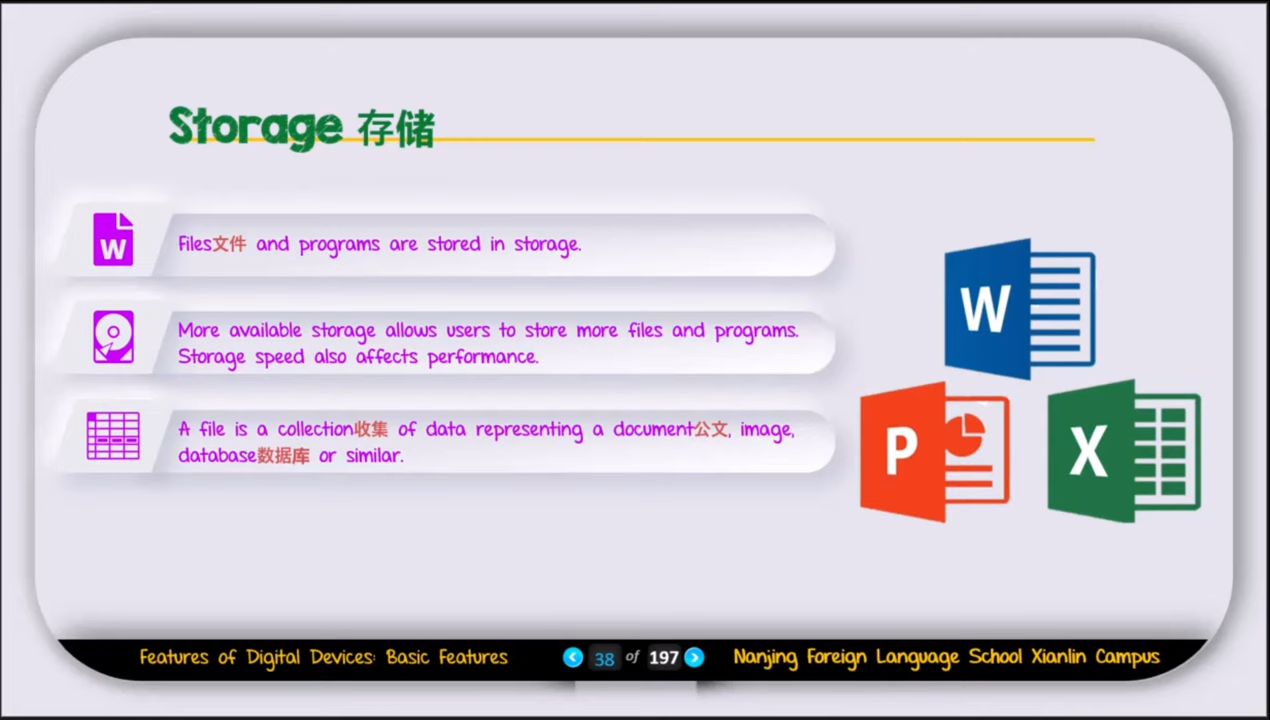 Storage 存储
W
Files文件 and programs are stored in storage.
More available storage allows users to store more files and programs.
Storage speed also affects performance.
A file is a collection收集 of data representing a document公文, image,
database数据库 or similar.
W
P
X
Features of Digital Devices: Basic Features
38 of 197
Nanjing Foreign Language School Xianlin Campus